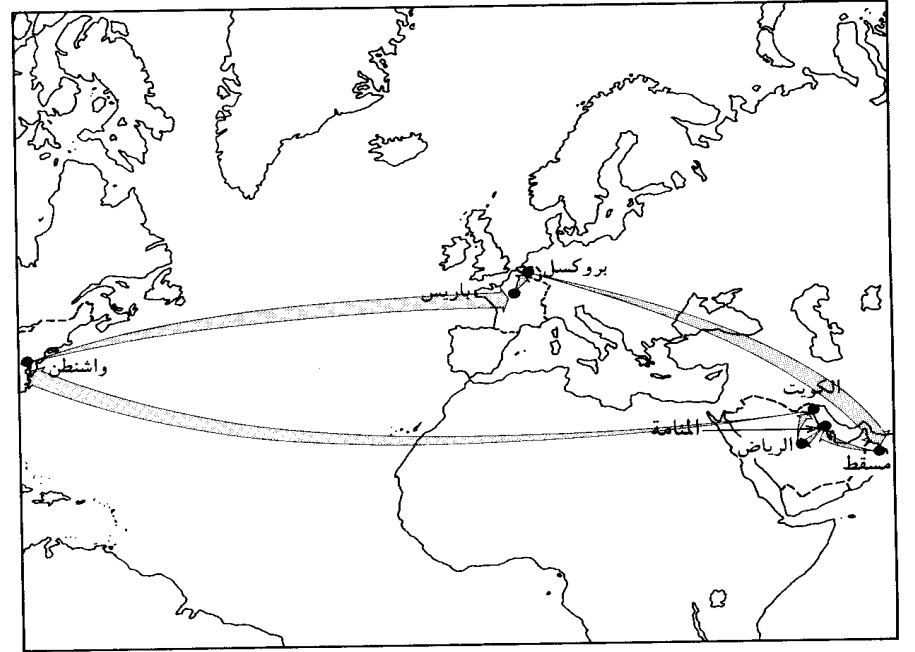 بروكسل
باريس
واشنطن
الكويت
المنامة
الرياض
مسقط